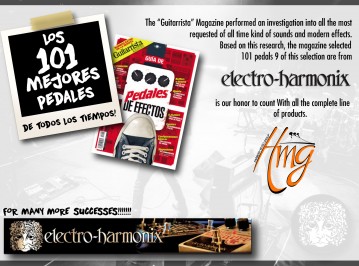 LOS
101
MEJORES
PEDALES
DE TODOS LOS TIEMPOS!
Guitarrista
GUÍA DE
Pedales
DE EFECTOS
The "Guitarrista" Magazine performed an investigation into all the most
requested of all time kind of sounds and modern effects.
Based on this research, the magazine selected
101 pedals 9 of this selection are from
electro-harmonix
is our honor to count With all the complete line
of products.
Hmg
FOR MANY MORE SUCCESSES!!!!!!
electro-harmonix